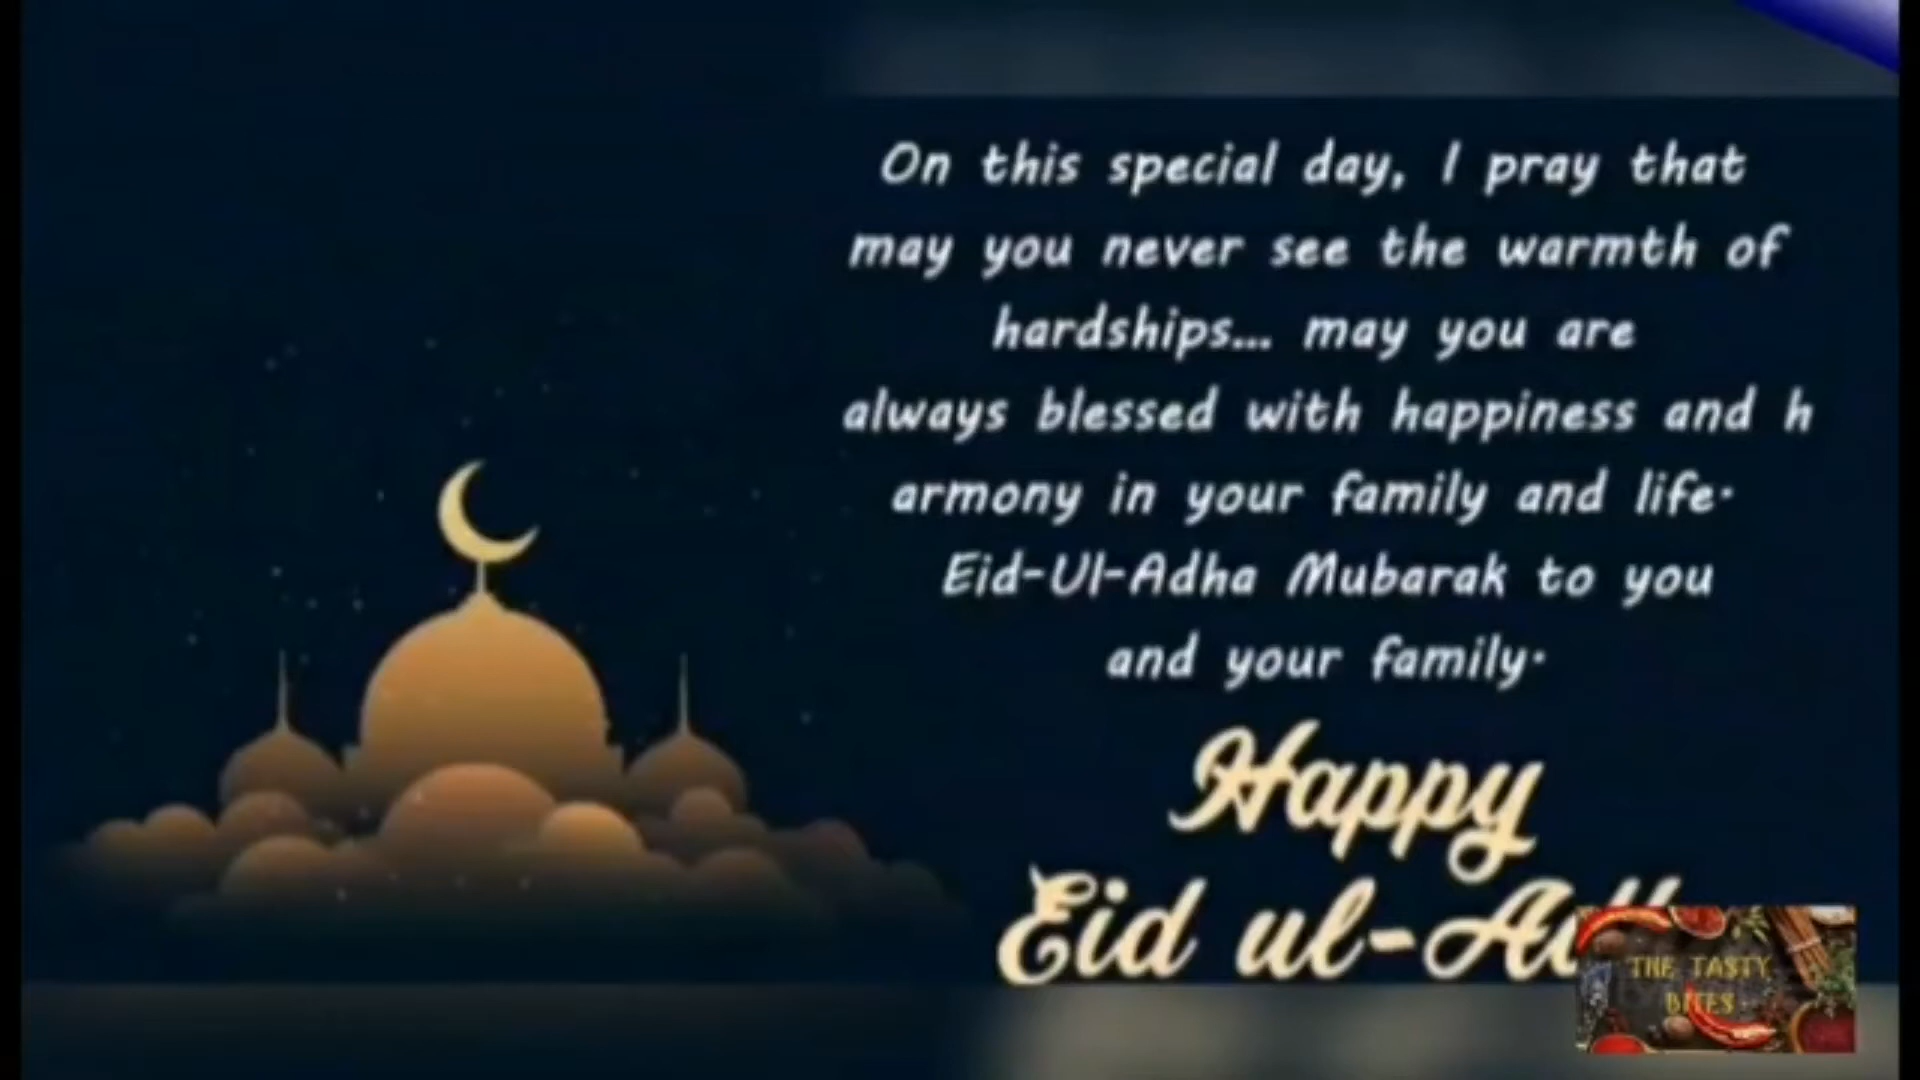 On this special day, I pray that
may you never see the warmth of
hardships... may you are
always blessed with happiness and h
armony in your family and life.
Eid-Ul-Adha Mubarak to you
and your family.
Happy
Eid ul-Ad
THE TASTY
BITES